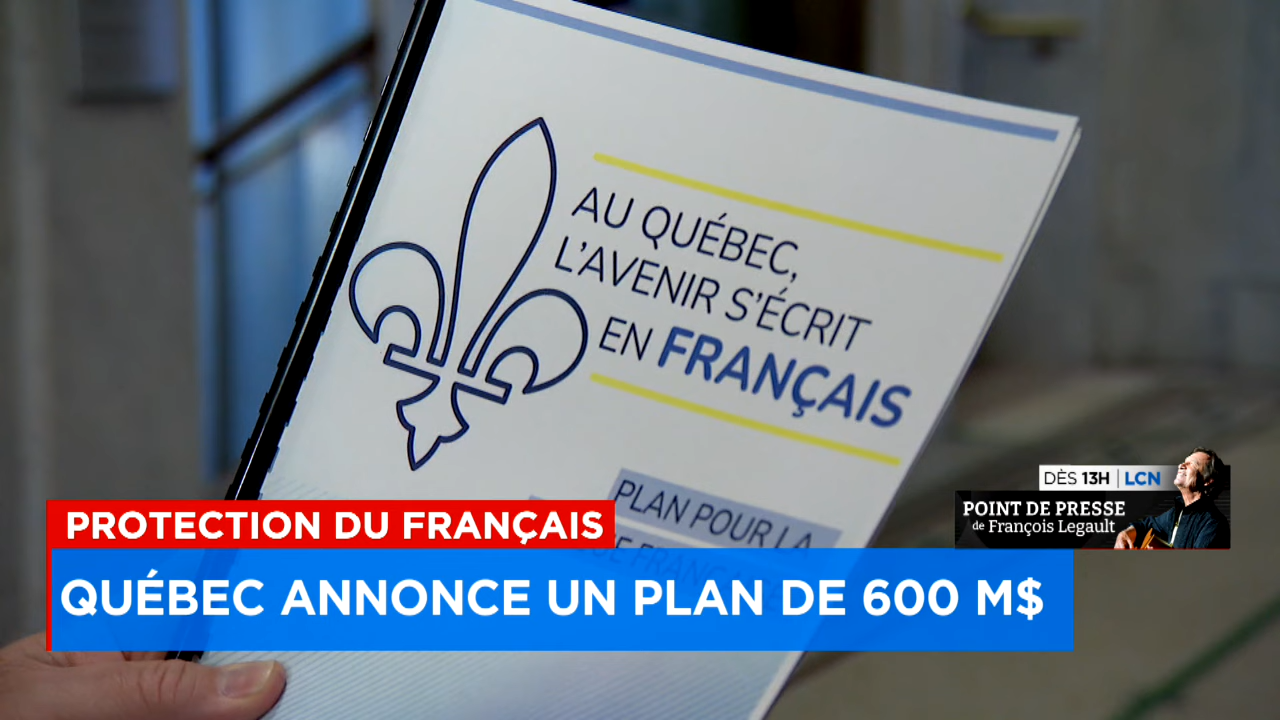 AU QUÉBEC,
L'AVENIR S'ÉCRIT
EN FRANÇAIS
PLAN POUR LA
DÈS 13H | LCN
POINT DE PRESSE
de François Legault
PROTECTION DU FRANÇAIS
QUÉBEC ANNONCE UN PLAN DE 600 M$